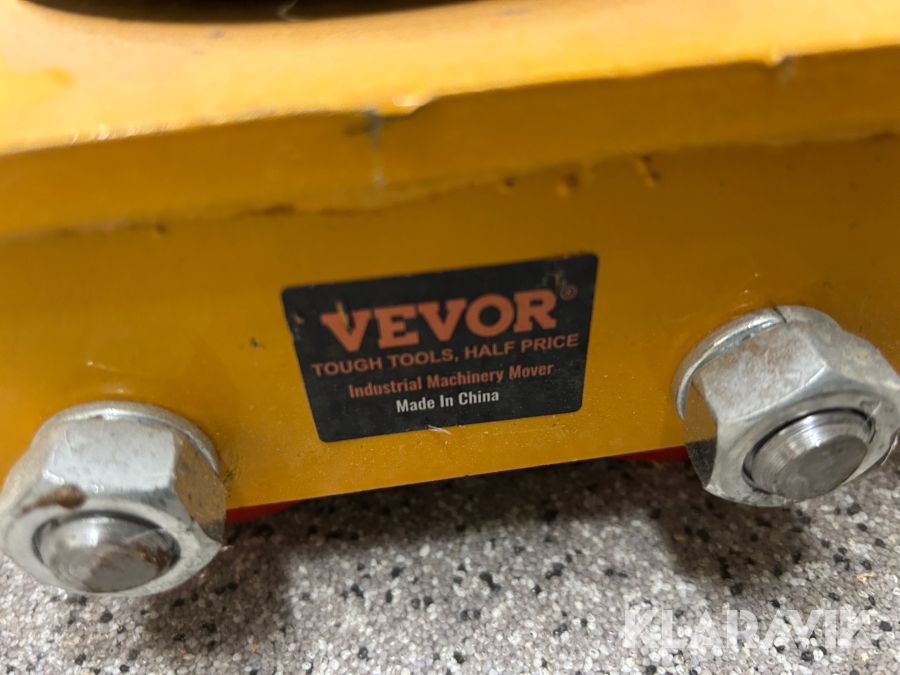 VEVOR®
TOUGH TOOLS, HALF PRICE
Industrial Machinery Mover
Made In China
KLARAVIK